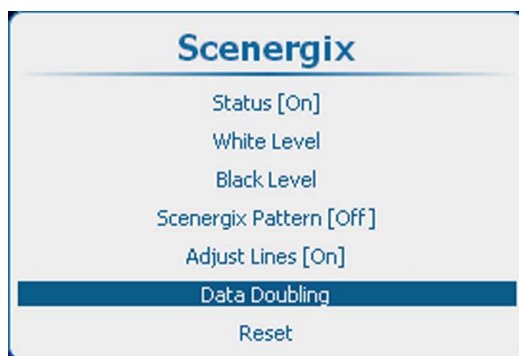 Scenergix
Status [On]
White Level
Black Level
Scenergix Pattern [Off]
Adjust Lines [On]
Data Doubling
Reset